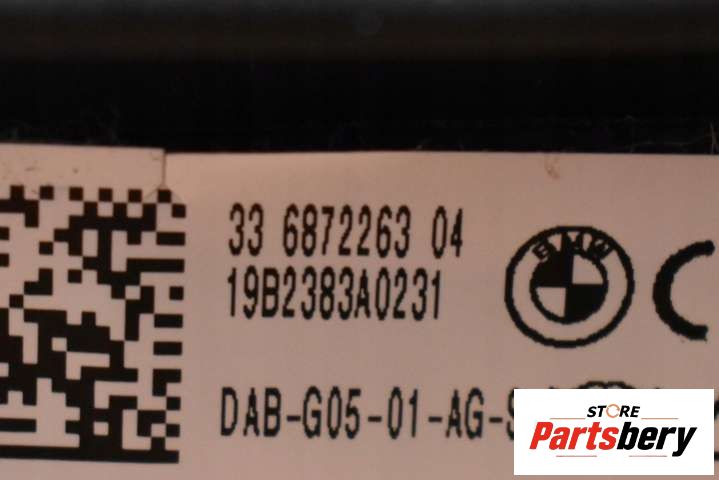 33 6872263 04
19B2383A0231
BMW
DAB-G05-01-AG-
STORE
Partsbery